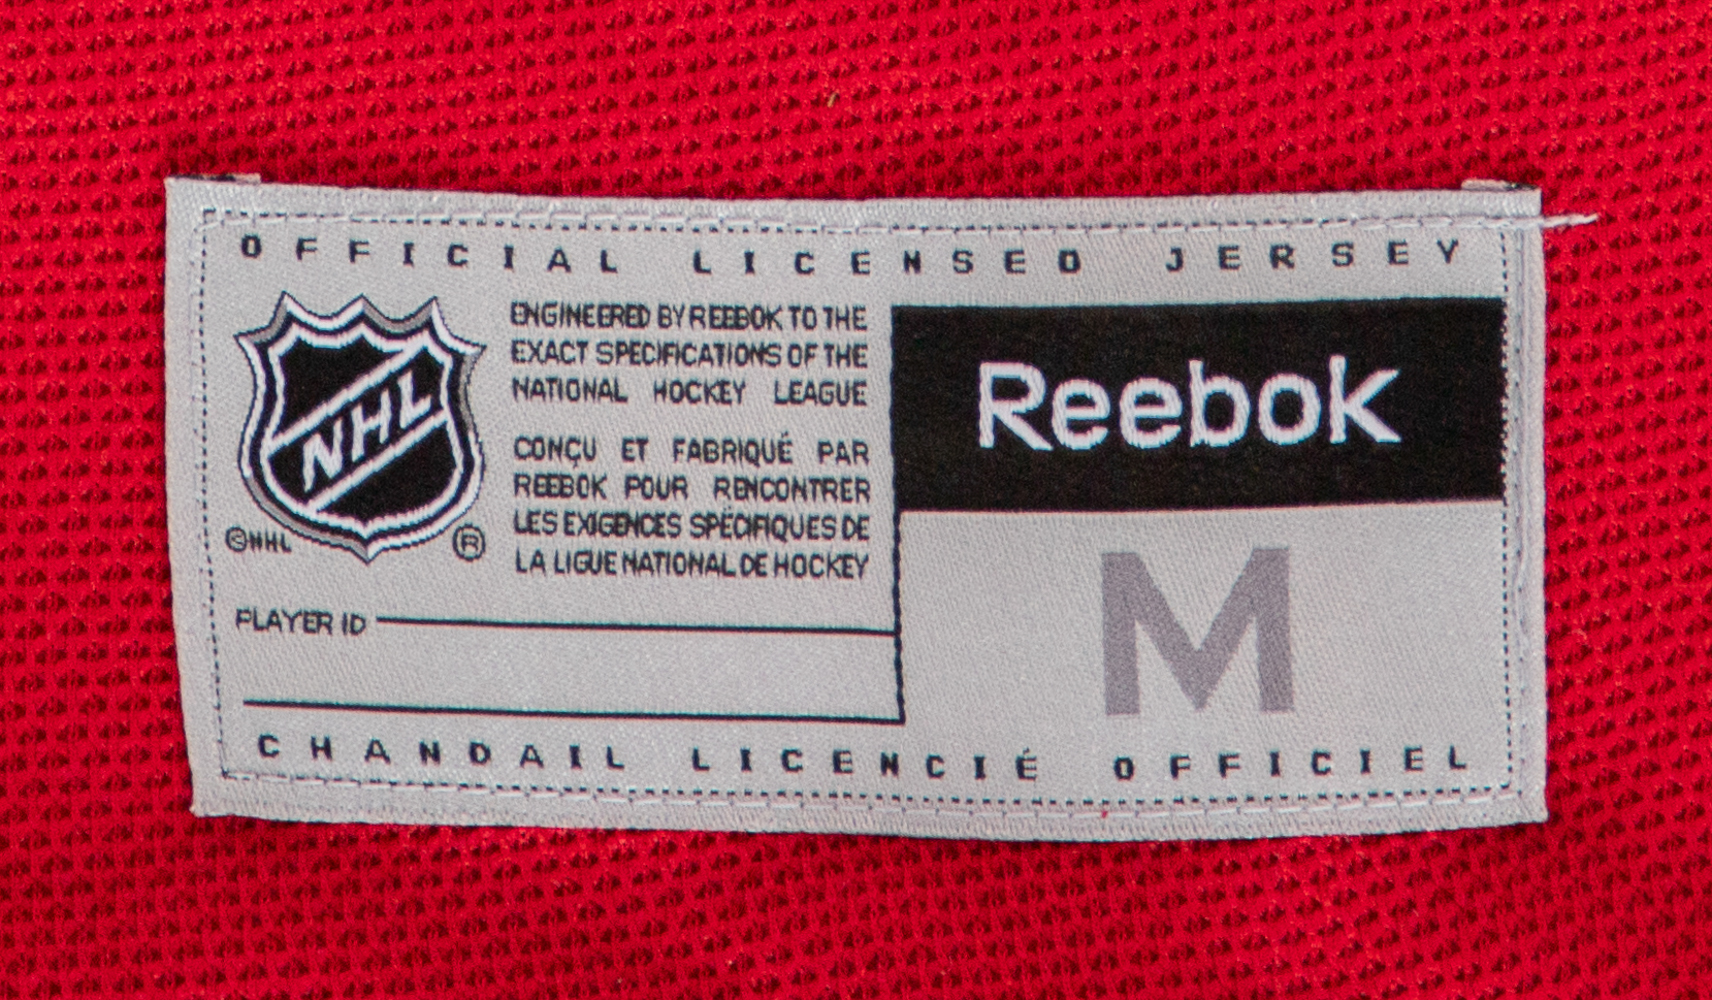 OFFICIAL LICENSED JERSEY
NHL
©NHL
®
ENGINEERED BY REEBOK TO THE
EXACT SPECIFICATIONS OF THE
NATIONAL HOCKEY LEAGUE
CONÇU ET FABRIQUÉ PAR
REEBOK POUR RENCONTRER
LES EXIGENCES SPÉCIFIQUES DE
LA LIGUE NATIONAL DE HOCKEY
PLAYER ID
Reebok
M
CHANDAIL LICENCIÉ OFFICIEL